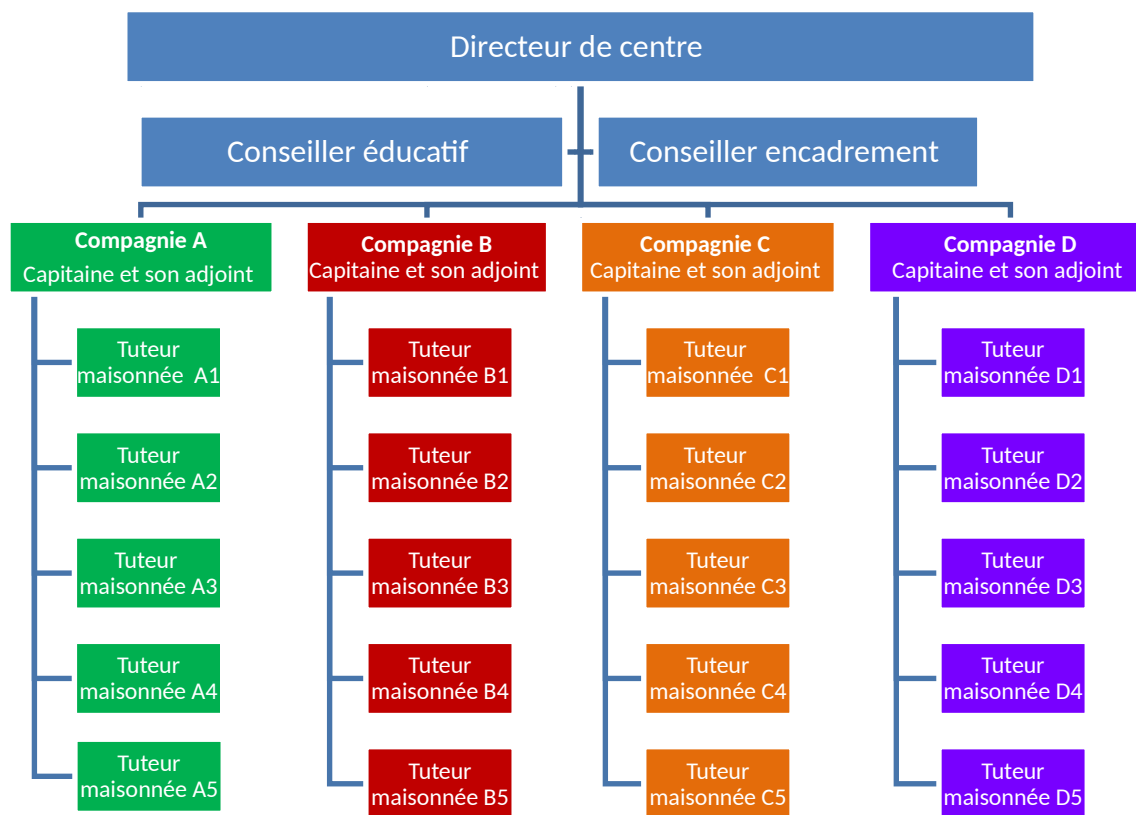 Directeur de centre
Conseiller éducatif
Conseiller encadrement
Compagnie A
Capitaine et son adjoint
Compagnie B
Capitaine et son adjoint
Compagnie C
Capitaine et son adjoint
Compagnie D
Capitaine et son adjoint
Tuteur
maisonnée A1
Tuteur
maisonnée A2
Tuteur
maisonnée A3
Tuteur
maisonnée A4
Tuteur
maisonnée A5
Tuteur
maisonnée B1
Tuteur
maisonnée B2
Tuteur
maisonnée B3
Tuteur
maisonnée B4
Tuteur
maisonnée B5
Tuteur
maisonnée C1
Tuteur
maisonnée C2
Tuteur
maisonnée C3
Tuteur
maisonnée C4
Tuteur
maisonnée C5
Tuteur
maisonnée D1
Tuteur
maisonnée D2
Tuteur
maisonnée D3
Tuteur
maisonnée D4
Tuteur
maisonnée D5